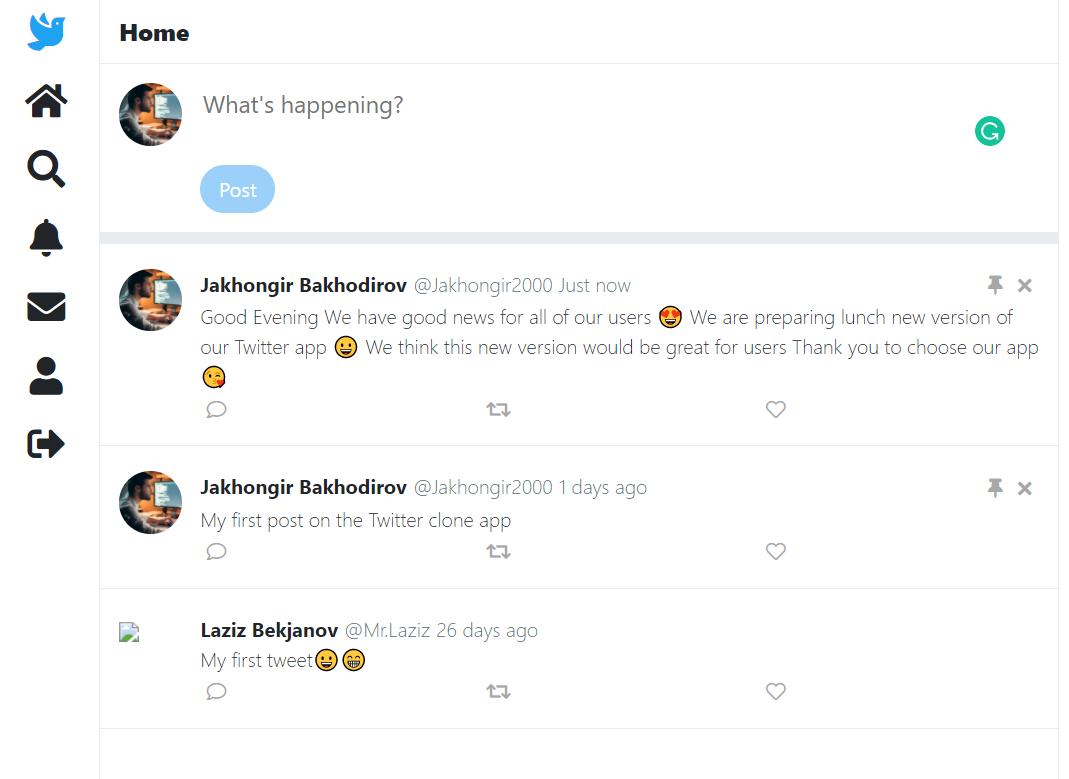 Home
What's happening?
Post
Jakhongir Bakhodirov @Jakhongir2000 Just now
Good Evening We have good news for all of our users 😍 We are preparing lunch new version of
our Twitter app 😀 We think this new version would be great for users Thank you to choose our app
😘
Jakhongir Bakhodirov @Jakhongir2000 1 days ago
My first post on the Twitter clone app
Laziz Bekjanov @Mr.Laziz 26 days ago
My first tweet😀😁